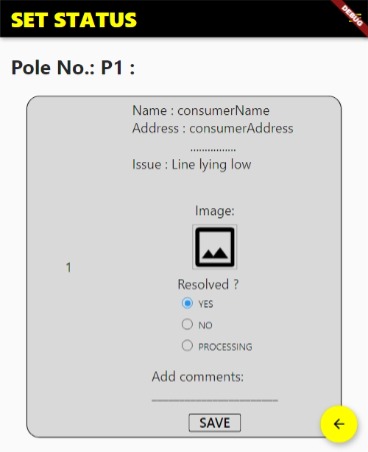 SET STATUS
DEBUG
Pole No.: P1 :
Name : consumerName
Address : consumerAddress
................
Issue : Line lying low
Image:
1
Resolved ?
YES
NO
PROCESSING
Add comments:
SAVE